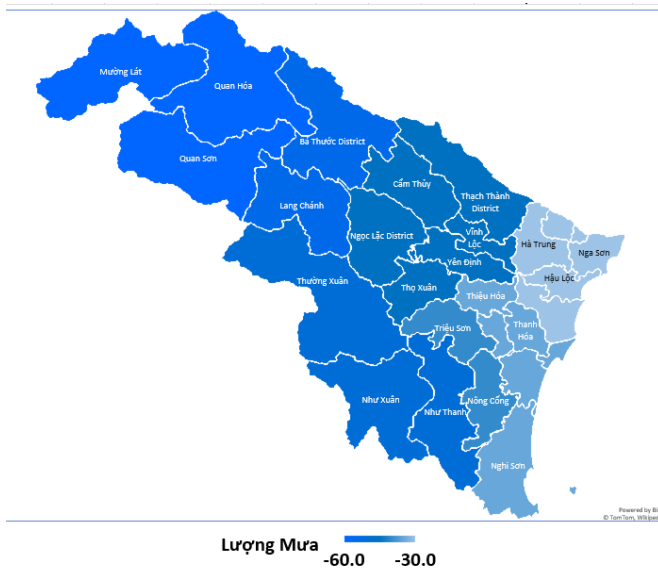 Mường Lát
Quan Hóa
Bá Thước District
Quan Sơn
Cẩm Thủy
Thạch Thành
District
Lang Chánh
Ngọc Lặc District
Vĩnh
Lộc
Hà Trung
Nga Sơn
Yên Định
Thường Xuân
Hậu Lộc
Thọ Xuân
Thiệu Hóa
Triệu Sơn
Thanh
Hóa
Như Xuân
Như Thanh
Nông Cống
Nghi Sơn
Powered by Bi
© TomTom, Wikipe
Lượng Mưa
-60.0 -30.0